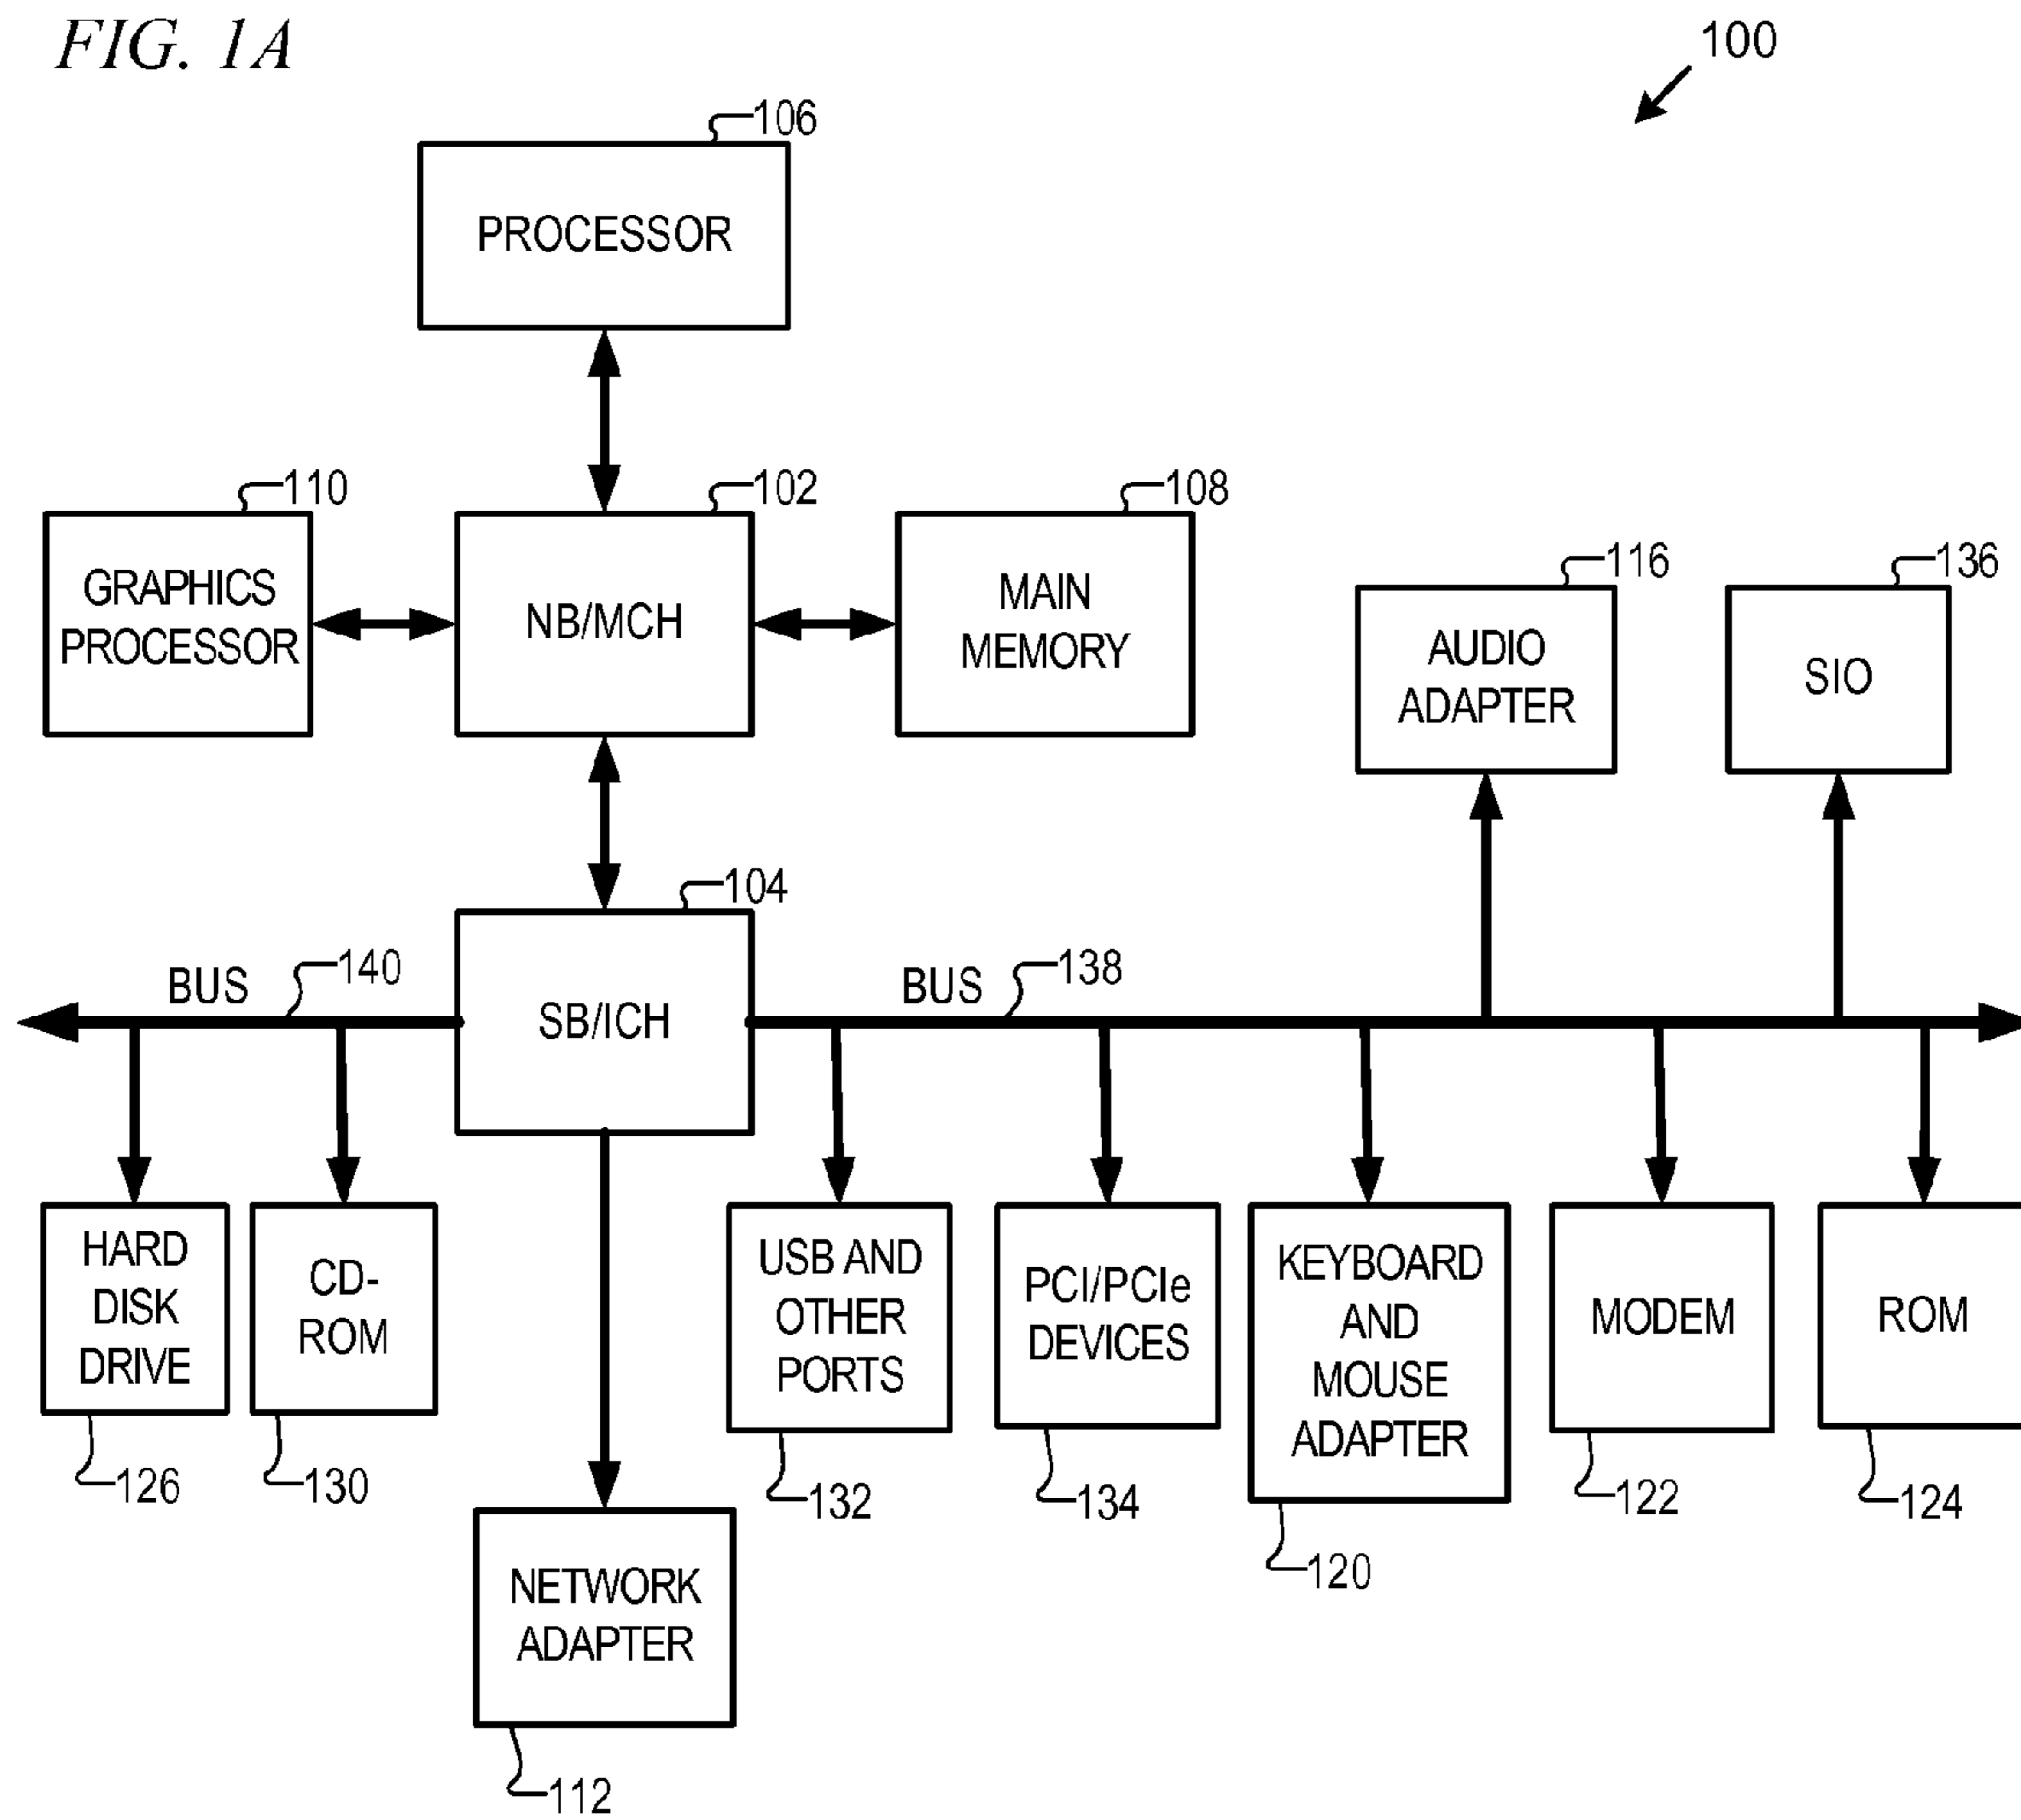 FIG. 1A
100
106
PROCESSOR
110
102
108
GRAPHICS
PROCESSOR
NB/MCH
MAIN
MEMORY
116
136
AUDIO
ADAPTER
SIO
104
BUS
140
SB/ICH
BUS
138
HARD
DISK
DRIVE
CD-
ROM
USB AND
OTHER
PORTS
PCI/PCIe
DEVICES
KEYBOARD
AND
MOUSE
ADAPTER
MODEM
ROM
126
130
132
134
120
122
124
NETWORK
ADAPTER
112